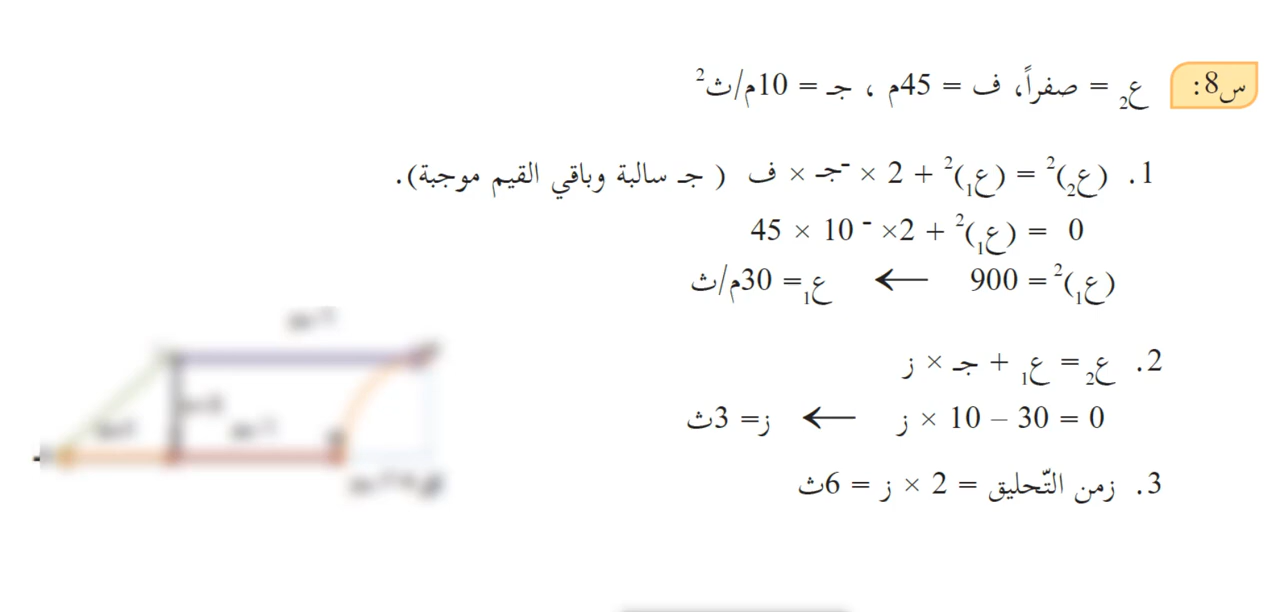 س8: ع₂ = صفراً، ف = 45م ، جـ = 10م/ث²
1. (ع₂)² = (ع₁)² + 2 × -جـ × ف ( جـ سالبة وباقي القيم موجبة).
0 = (ع₁)² + 2× -10 × 45
(ع₁)² = 900 ← ع₁ = 30م/ث
2. ع₂ = ع₁ + جـ × ز
0 = 30 – 10 × ز ← ز= 3ث
3. زمن التّحليق = 2 × ز = 6ث